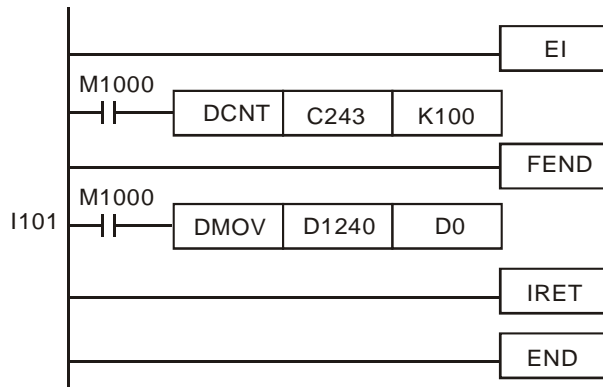 EI
M1000
DCNT C243 K100
FEND
M1000
I101 DMOV D1240 D0
IRET
END